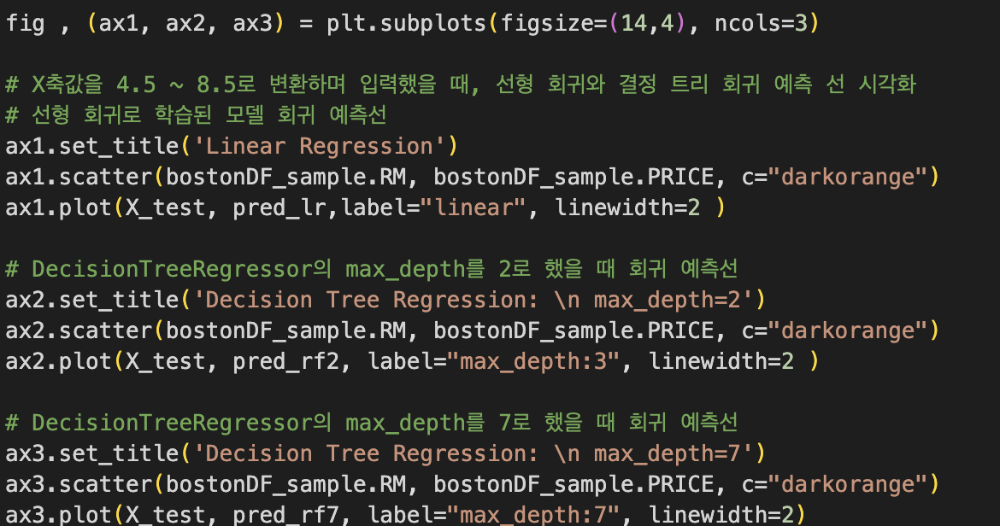 fig , (ax1, ax2, ax3) = plt.subplots(figsize=(14,4), ncols=3)
# X축값을 4.5 ~ 8.5로 변환하며 입력했을 때, 선형 회귀와 결정 트리 회귀 예측 선 시각화
# 선형 회귀로 학습된 모델 회귀 예측선
ax1.set_title('Linear Regression')
ax1.scatter(bostonDF_sample.RM, bostonDF_sample.PRICE, c="darkorange")
ax1.plot(X_test, pred_lr,label="linear", linewidth=2 )
# DecisionTreeRegressor의 max_depth를 2로 했을 때 회귀 예측선
ax2.set_title('Decision Tree Regression: \n max_depth=2')
ax2.scatter(bostonDF_sample.RM, bostonDF_sample.PRICE, c="darkorange")
ax2.plot(X_test, pred_rf2, label="max_depth:3", linewidth=2 )
# DecisionTreeRegressor의 max_depth를 7로 했을 때 회귀 예측선
ax3.set_title('Decision Tree Regression: \n max_depth=7')
ax3.scatter(bostonDF_sample.RM, bostonDF_sample.PRICE, c="darkorange")
ax3.plot(X_test, pred_rf7, label="max_depth:7", linewidth=2)